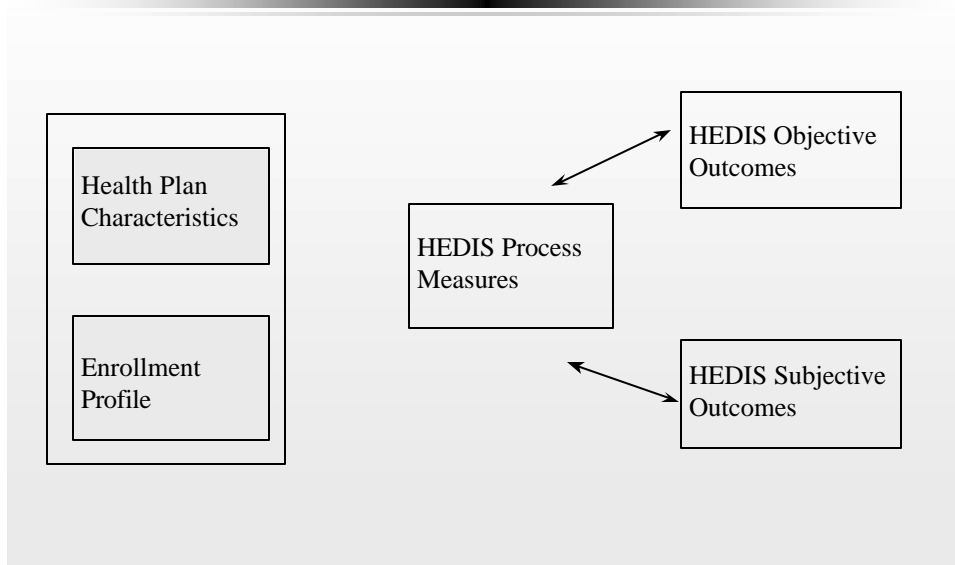 Health Plan
Characteristics
Enrollment
Profile
HEDIS Process
Measures
HEDIS Objective
Outcomes
HEDIS Subjective
Outcomes